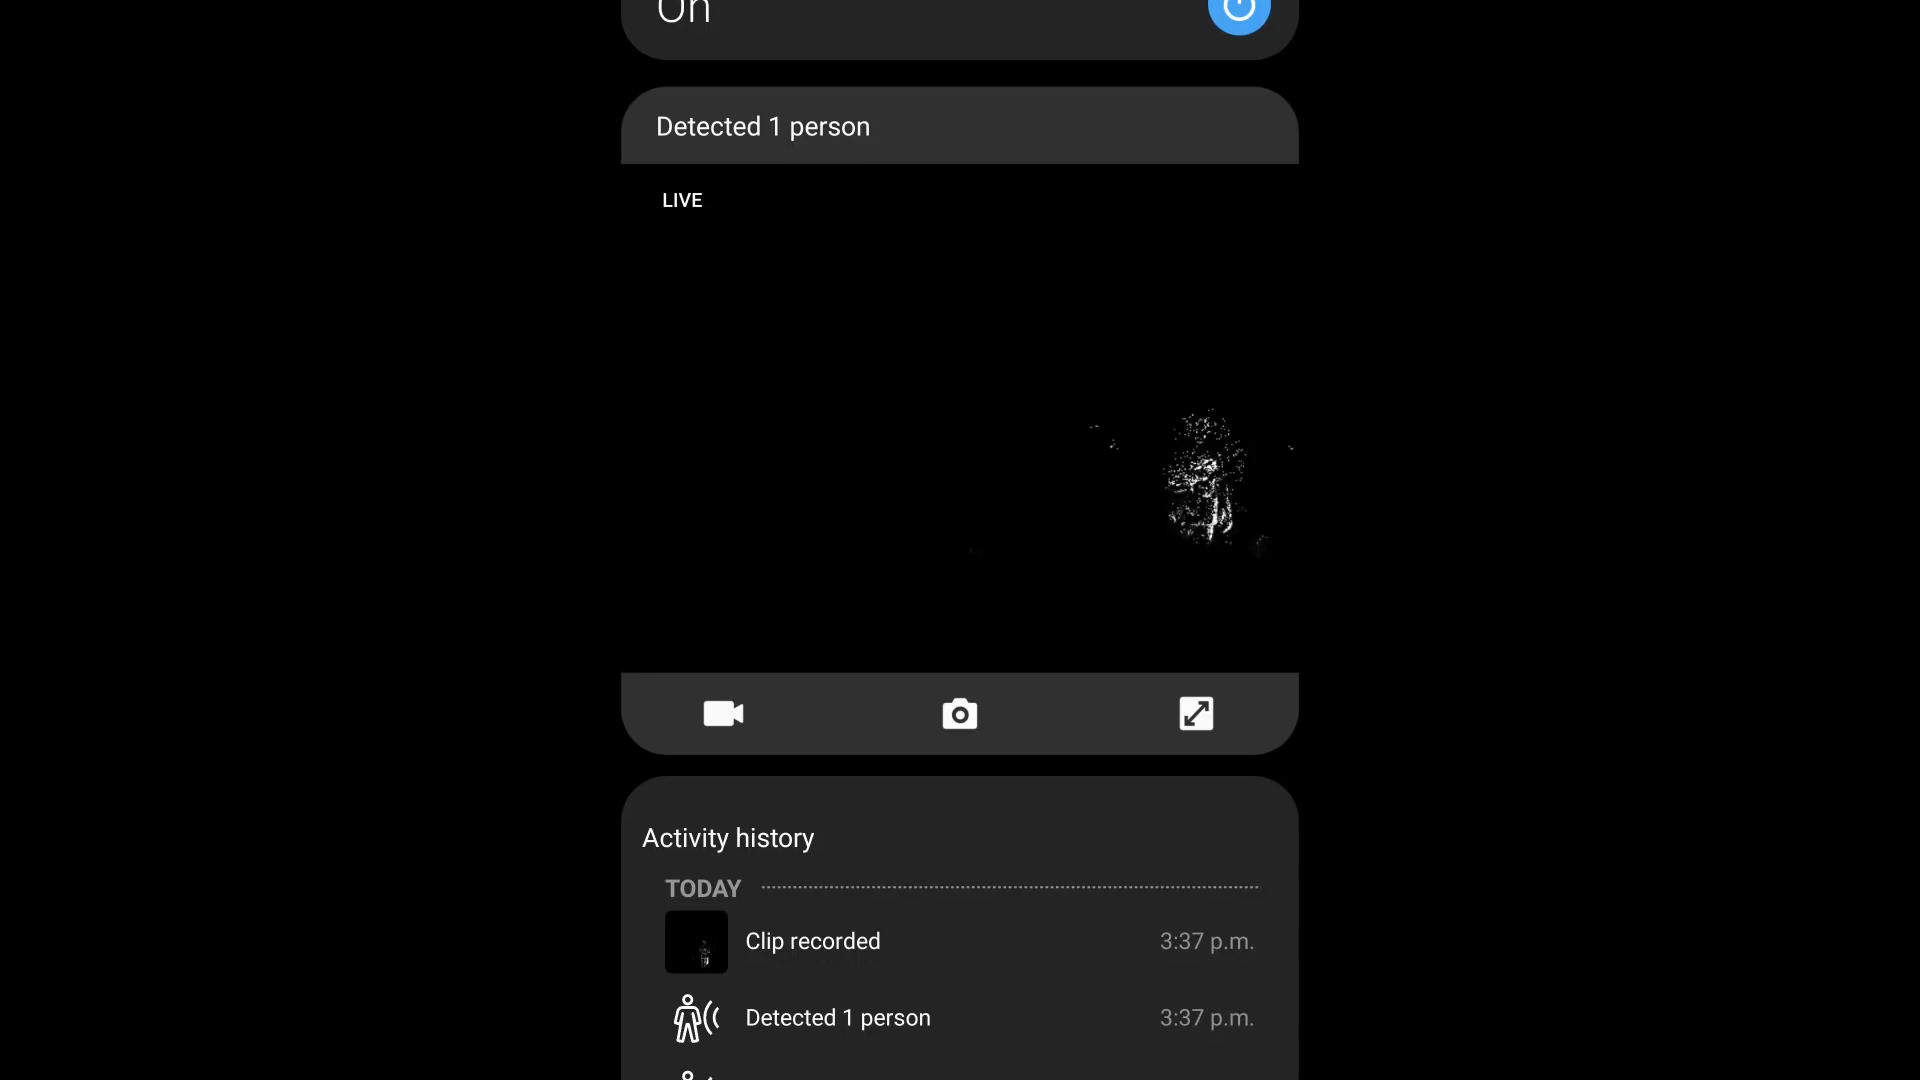 On
Detected 1 person
LIVE
Activity history
TODAY
Clip recorded 3:37 p.m.
Detected 1 person 3:37 p.m.